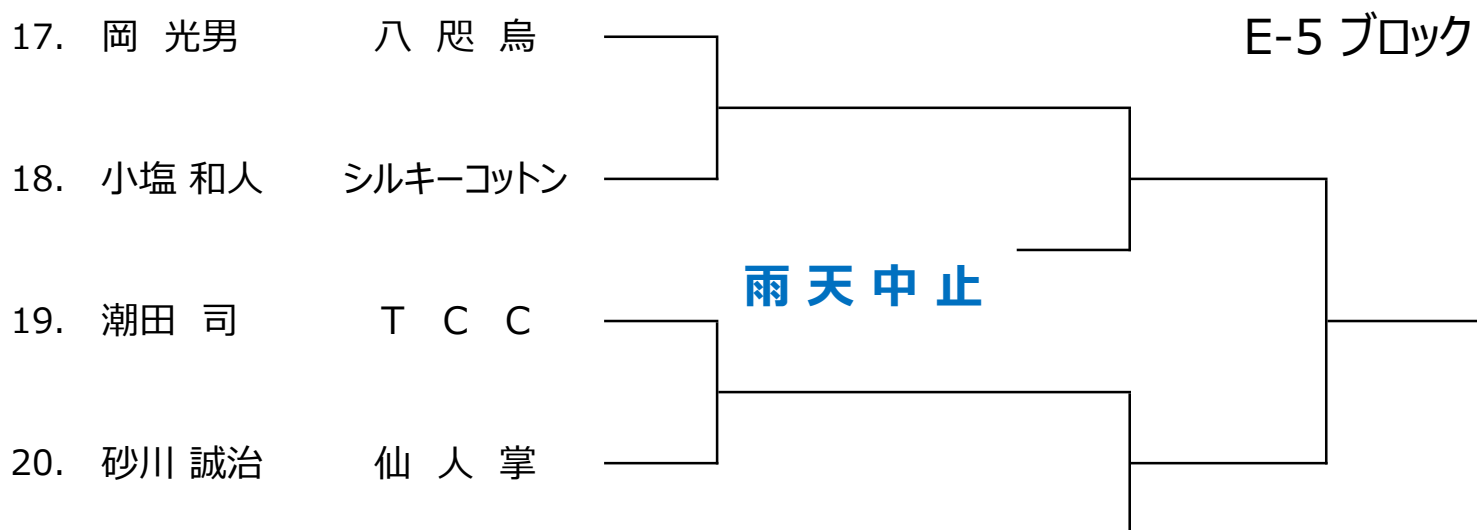 E-5 ブロック
17. 岡 光男 八 咫 烏
18. 小塩 和人 シルキーコットン
雨 天 中 止
19. 潮田 司 T C C
20. 砂川 誠治 仙 人 掌